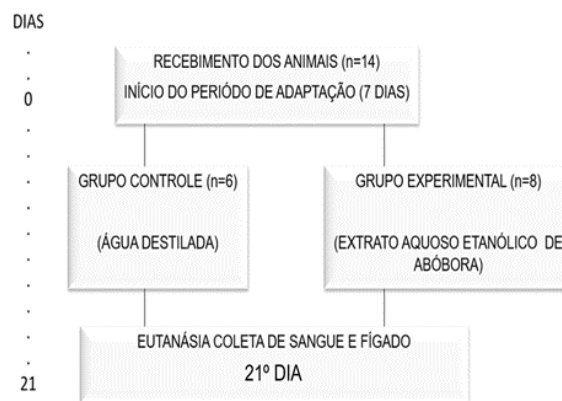 DIAS
RECEBIMENTO DOS ANIMAIS (n=14)
0
INÍCIO DO PERIÓDO DE ADAPTAÇÃO (7 DIAS)
GRUPO CONTROLE (n=6)
(ÁGUA DESTILADA)
GRUPO EXPERIMENTAL (n=8)
(EXTRATO AQUOSO ETANÓLICO DE
ABÓBORA)
EUTANÁSIA COLETA DE SANGUE E FÍGADO
21º DIA
21